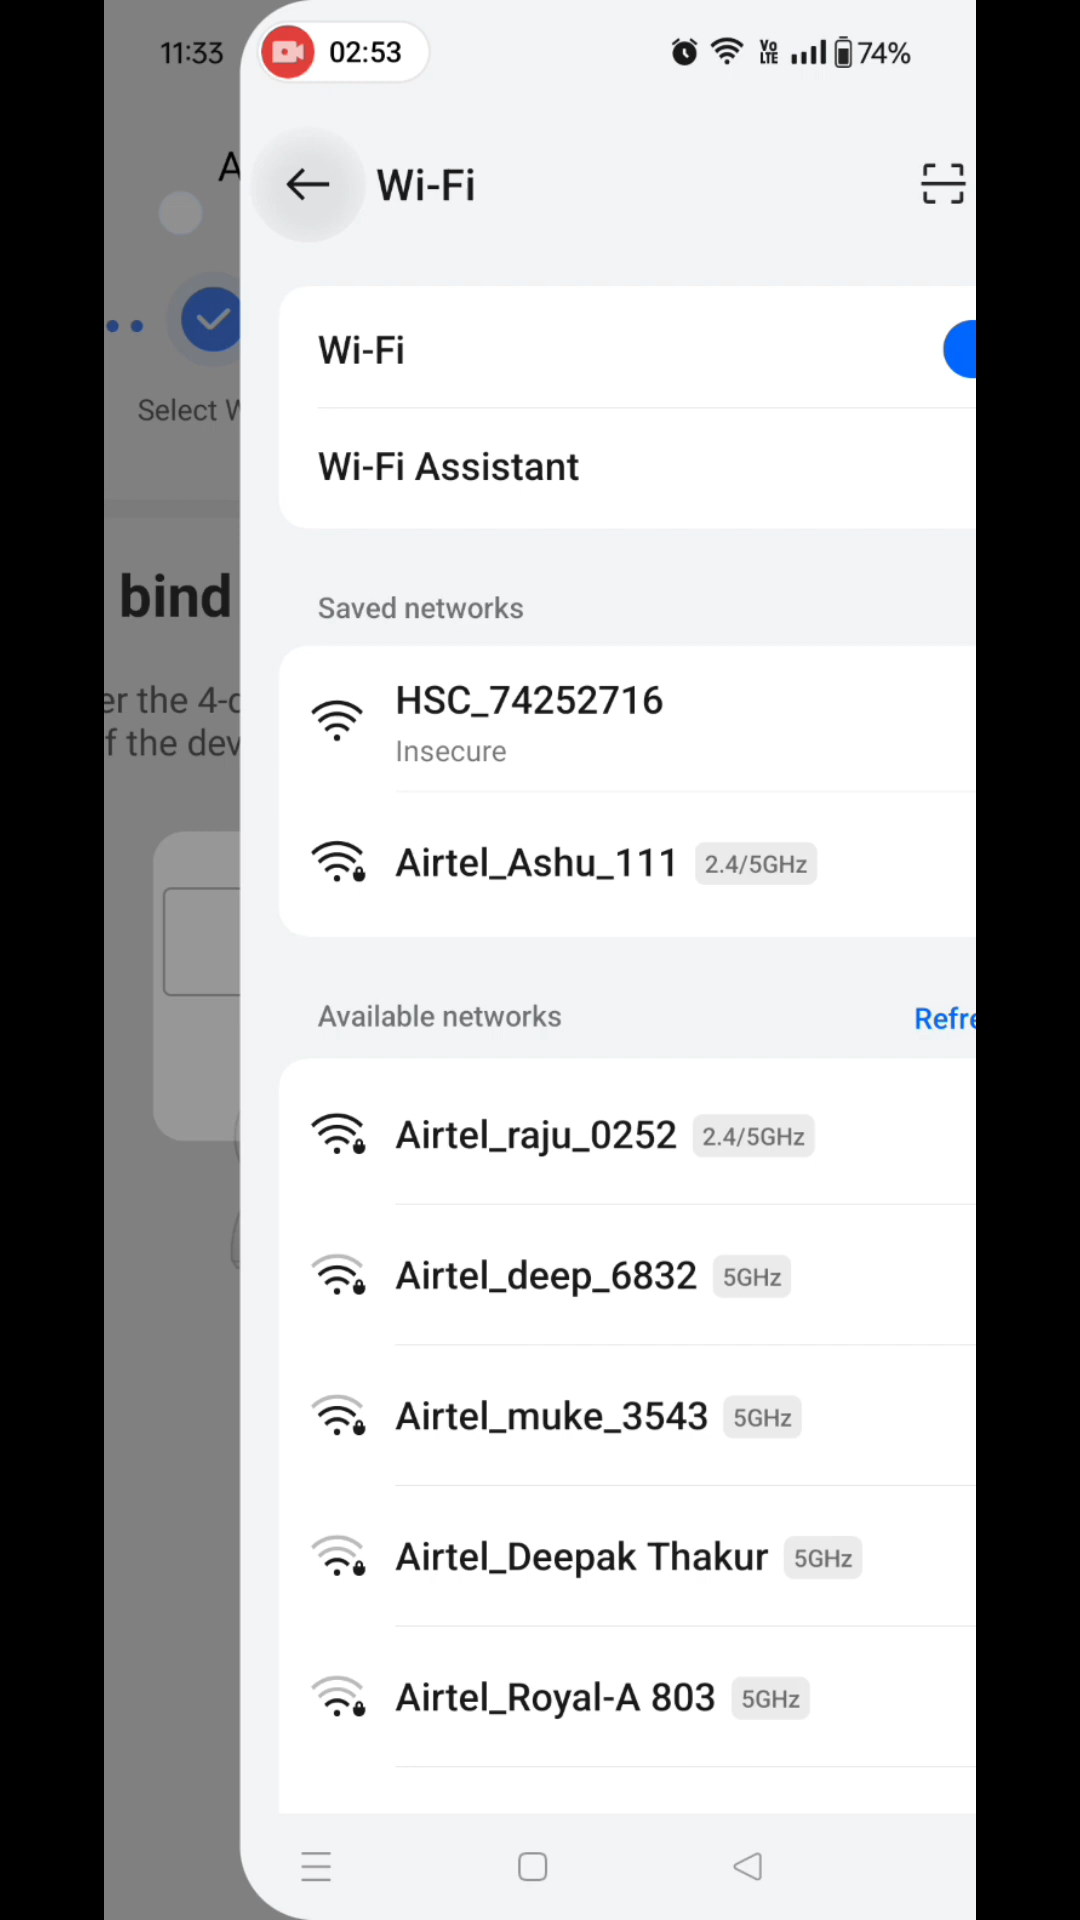 11:33
02:53
Vo
LTE
74%
A
Wi-Fi
Wi-Fi
Select W
Wi-Fi Assistant
bind
Saved networks
er the 4-d
f the dev
HSC_74252716
Insecure
Airtel_Ashu_111 2.4/5GHz
Available networks
Refre
Airtel_raju_0252 2.4/5GHz
Airtel_deep_6832 5GHz
Airtel_muke_3543 5GHz
Airtel_Deepak Thakur 5GHz
Airtel_Royal-A 803 5GHz